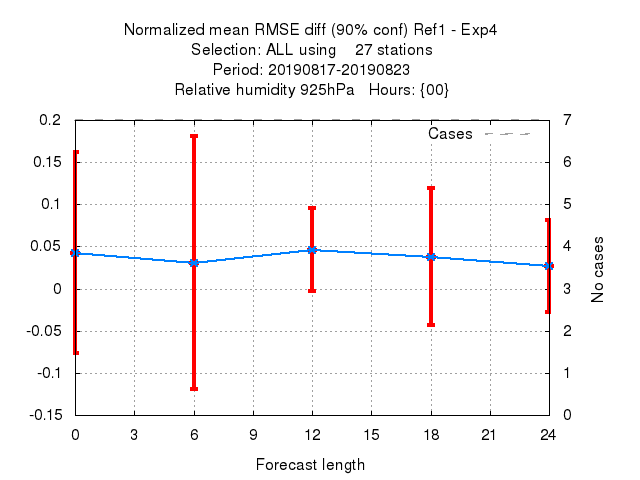 Normalized mean RMSE diff (90% conf) Ref1 - Exp4
Selection: ALL using    27 stations
Period: 20190817-20190823
Relative humidity 925hPa   Hours: {00}
Cases
0.2
0.15
0.1
0.05
0
-0.05
-0.1
-0.15
7
6
5
4
3
2
1
0
No cases
0 3 6 9 12 15 18 21 24
Forecast length